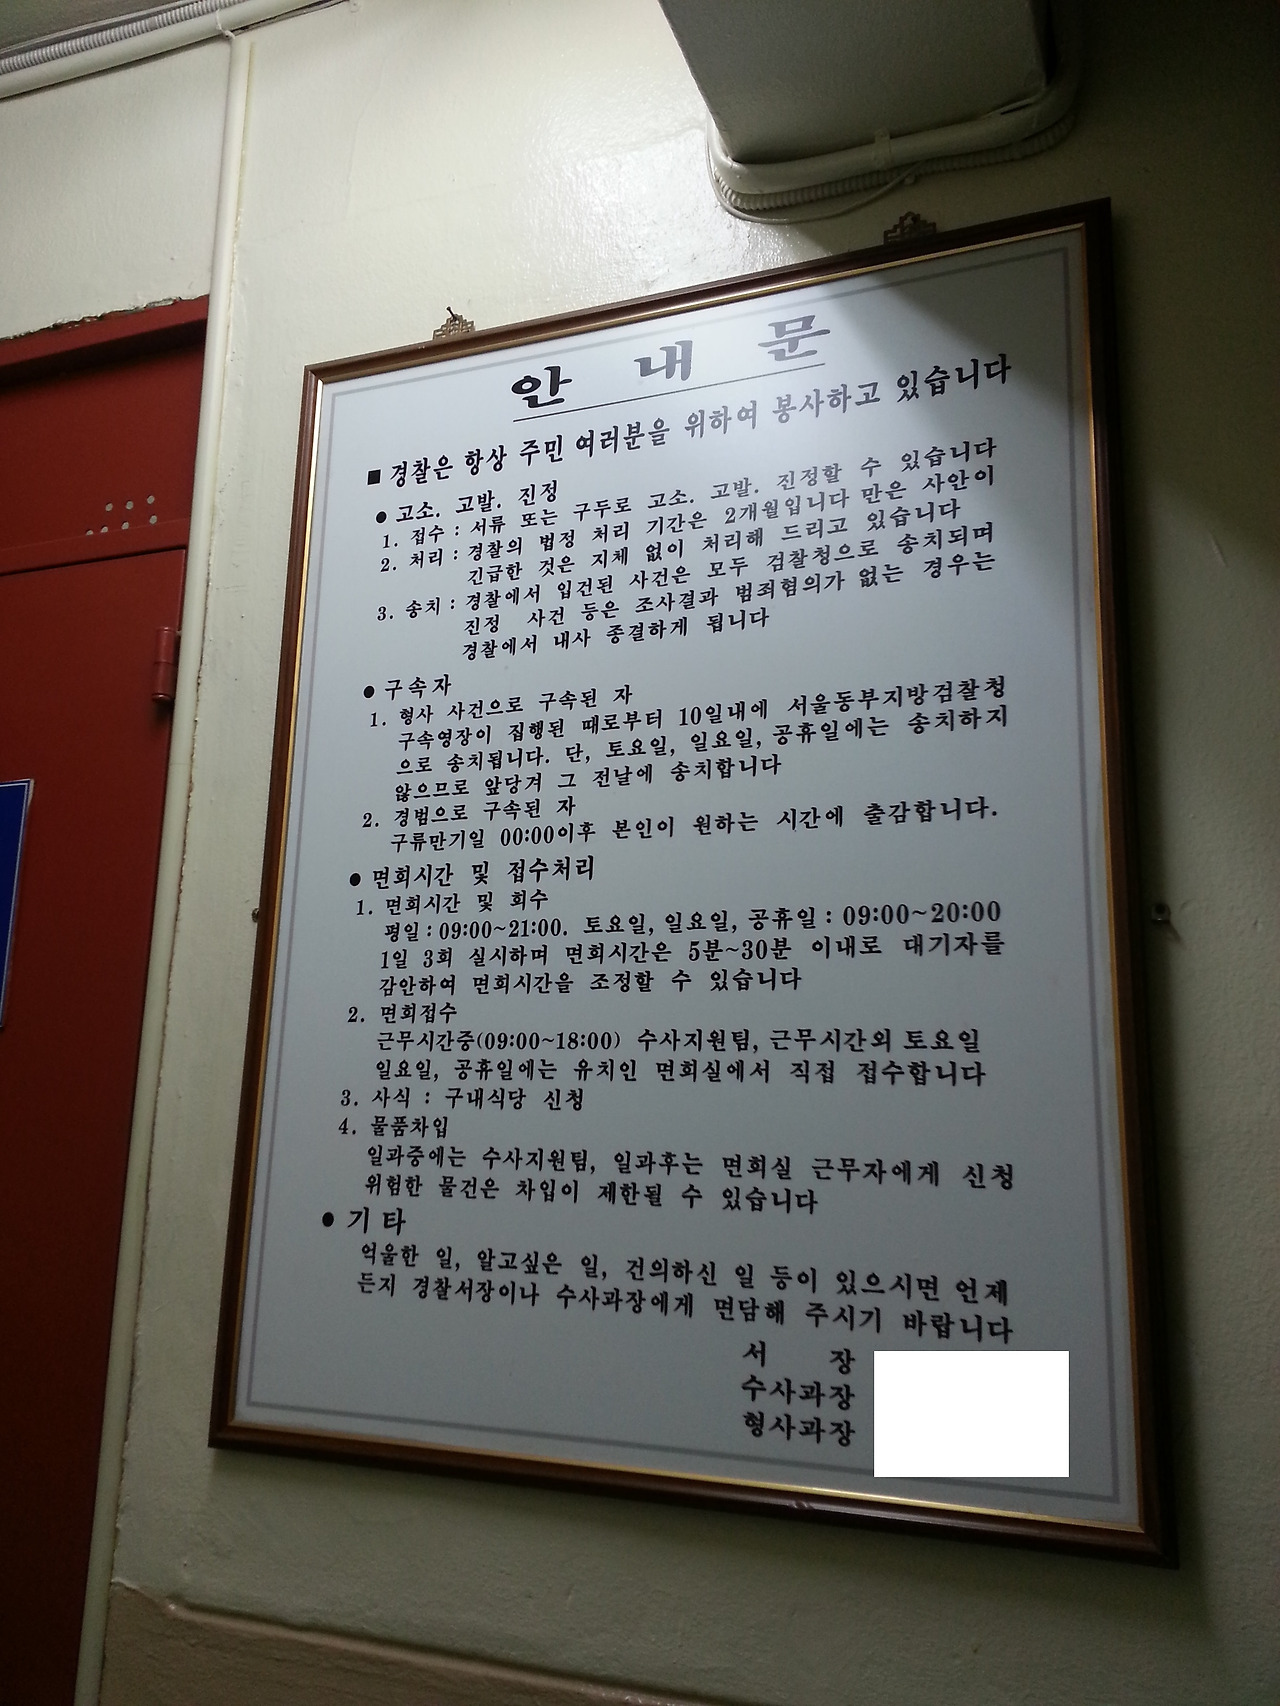 안 내 문
■ 경찰은 항상 주민 여러분을 위하여 봉사하고 있습니다
● 고소. 고발. 진정
1. 접수 : 서류 또는 구두로 고소. 고발. 진정할 수 있습니다
2. 처리 : 경찰의 법정 처리 기간은 2개월입니다 만은 사안이
긴급한 것은 지체 없이 처리해 드리고 있습니다
3. 송치 : 경찰에서 입건된 사건은 모두 검찰청으로 송치되며
진정 사건 등은 조사결과 범죄혐의가 없는 경우는
경찰에서 내사 종결하게 됩니다
● 구속자
1. 형사 사건으로 구속된 자
구속영장이 집행된 때로부터 10일내에 서울동부지방검찰청
으로 송치됩니다. 단, 토요일, 일요일, 공휴일에는 송치하지
않으므로 앞당겨 그 전날에 송치합니다
2. 경범으로 구속된 자
구류만기일 00:00이후 본인이 원하는 시간에 출감합니다.
● 면회시간 및 접수처리
1. 면회시간 및 회수
평일 : 09:00~21:00. 토요일, 일요일, 공휴일 : 09:00~20:00
1일 3회 실시하며 면회시간은 5분~30분 이내로 대기자를
감안하여 면회시간을 조정할 수 있습니다
2. 면회접수
근무시간중(09:00~18:00) 수사지원팀, 근무시간외 토요일
일요일, 공휴일에는 유치인 면회실에서 직접 접수합니다
3. 사식 : 구내식당 신청
4. 물품차입
일과중에는 수사지원팀, 일과후는 면회실 근무자에게 신청
위험한 물건은 차입이 제한될 수 있습니다
● 기 타
억울한 일, 알고싶은 일, 건의하신 일 등이 있으시면 언제
든지 경찰서장이나 수사과장에게 면담해 주시기 바랍니다
서 장
수사과장
형사과장